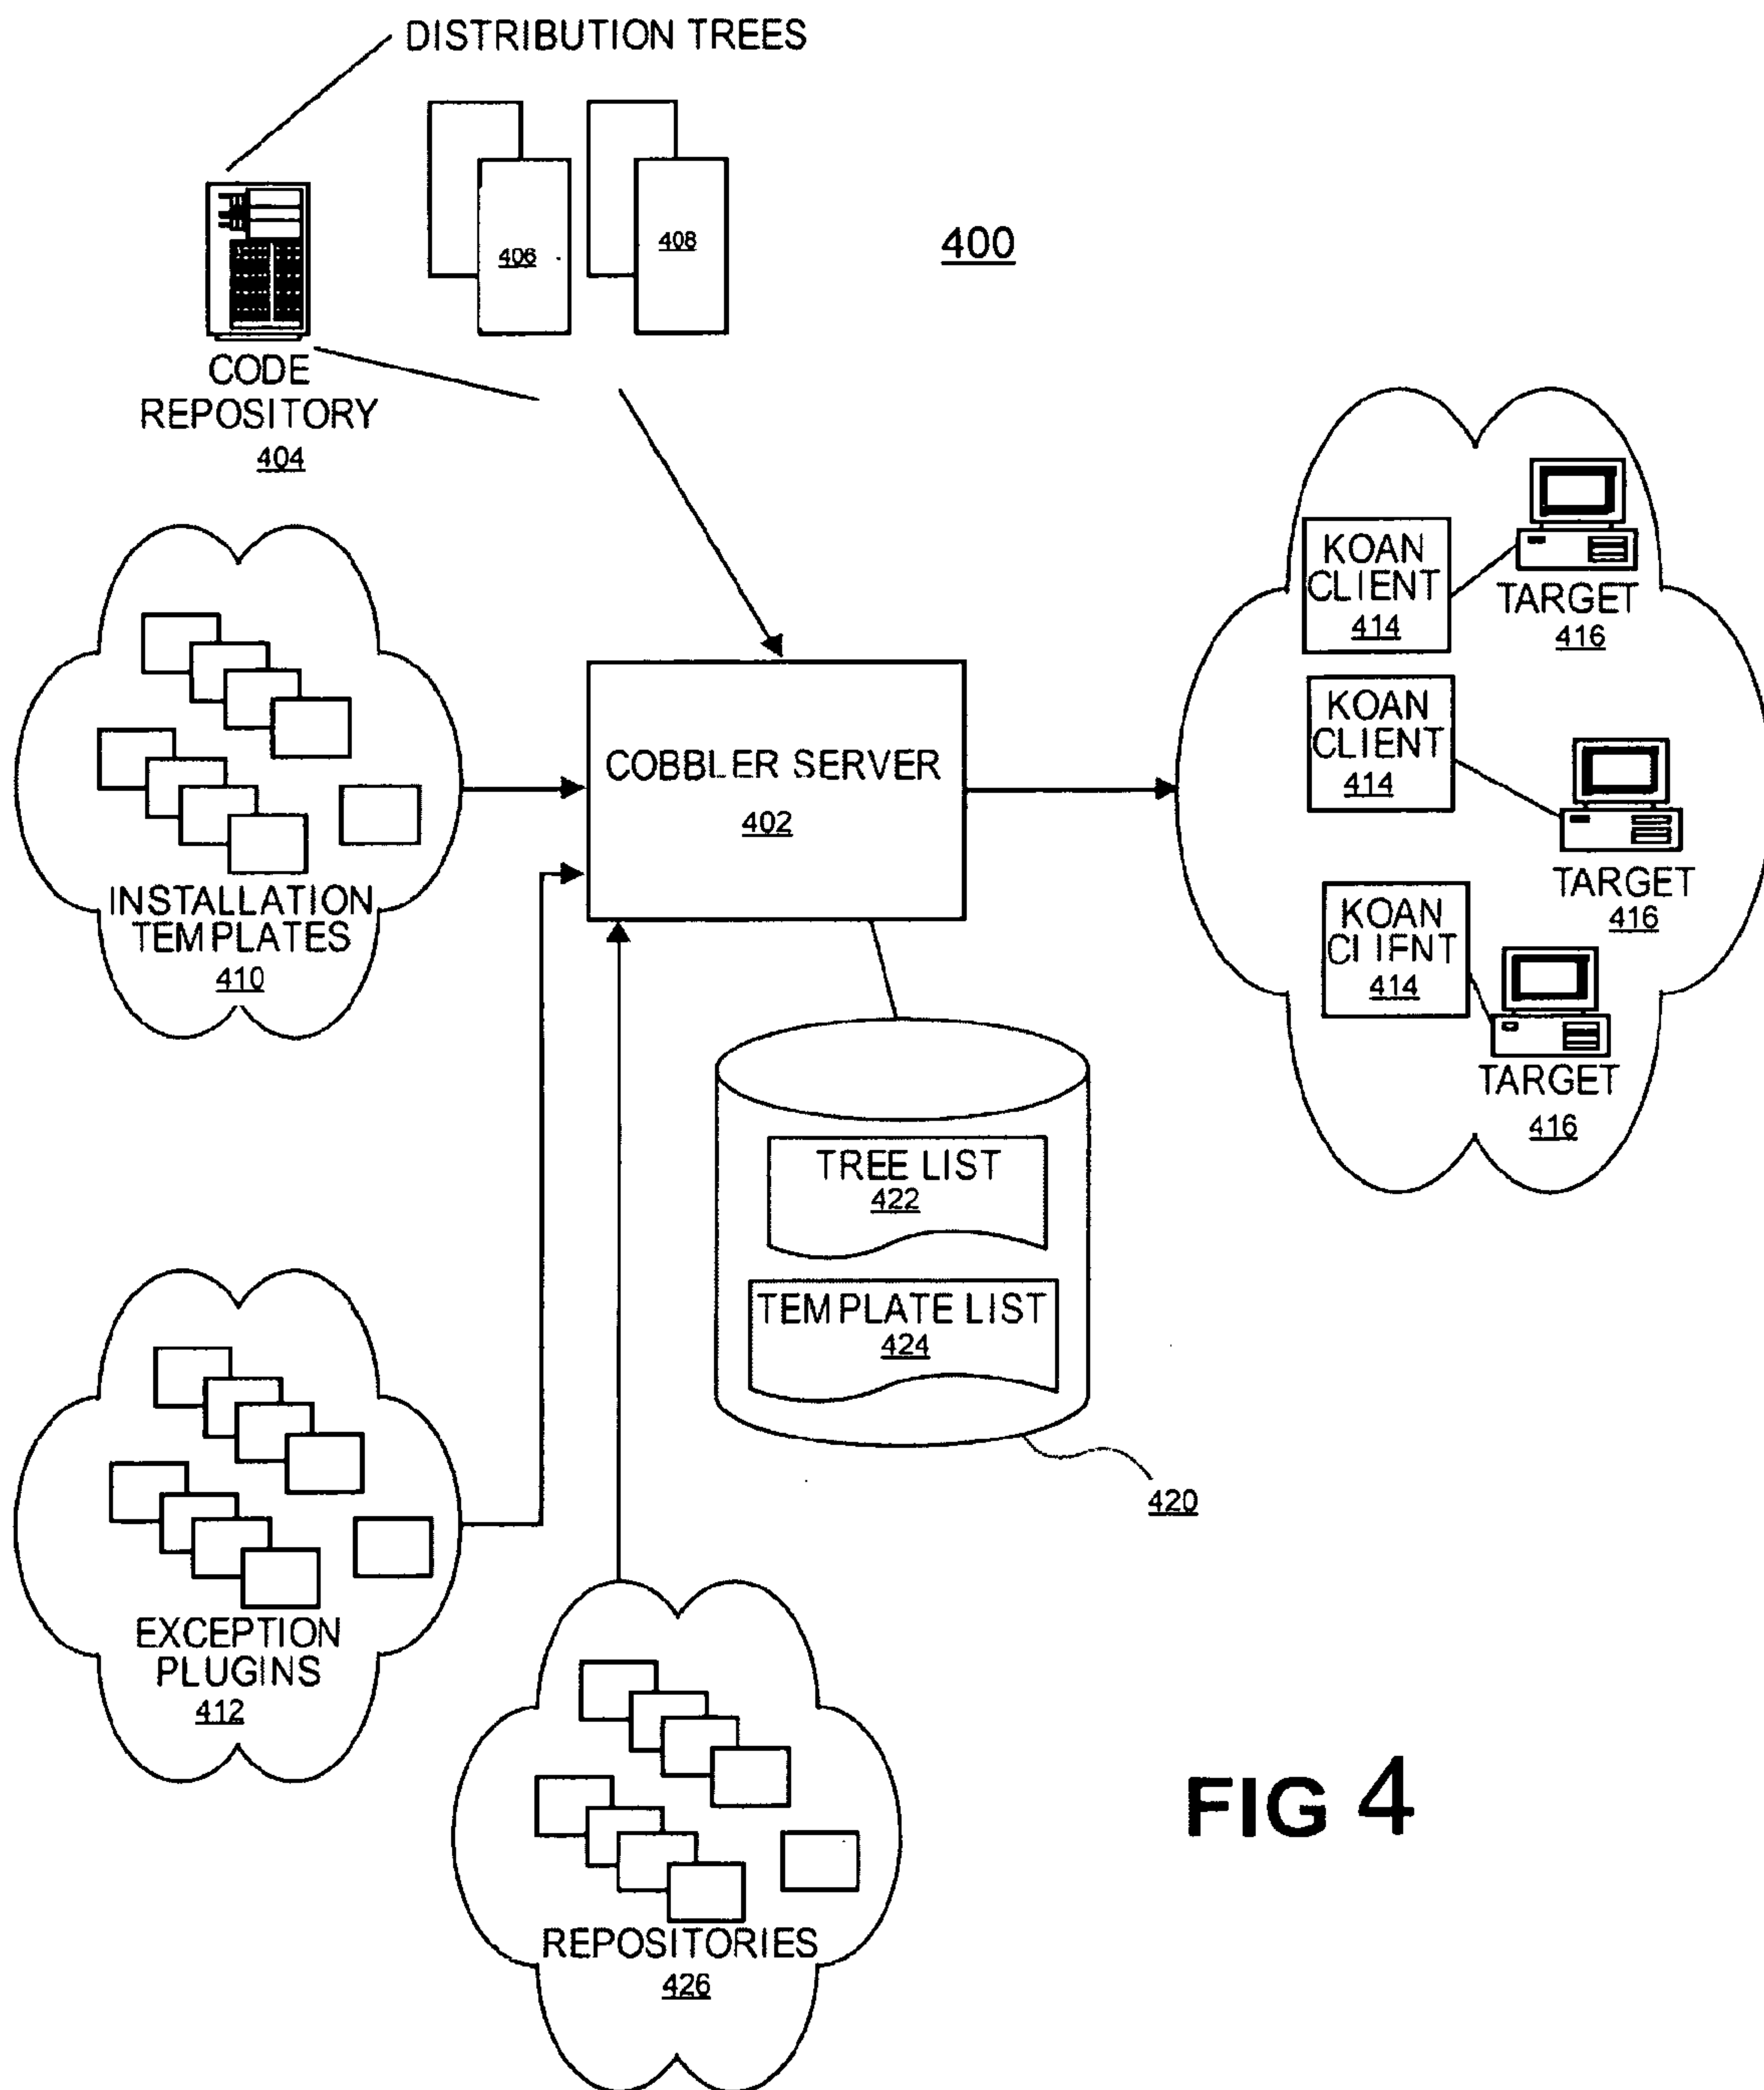 DISTRIBUTION TREES
406
408
400
CODE
REPOSITORY
404
KOAN
CLIENT
414
TARGET
416
KOAN
CLIENT
414
TARGET
416
KOAN
CLIFNT
414
TARGET
416
COBBLER SERVER
402
INSTALLATION
TEMPLATES
410
TREE LIST
422
TEMPLATE LIST
424
420
EXCEPTION
PLUGINS
412
REPOSITORIES
426
FIG 4